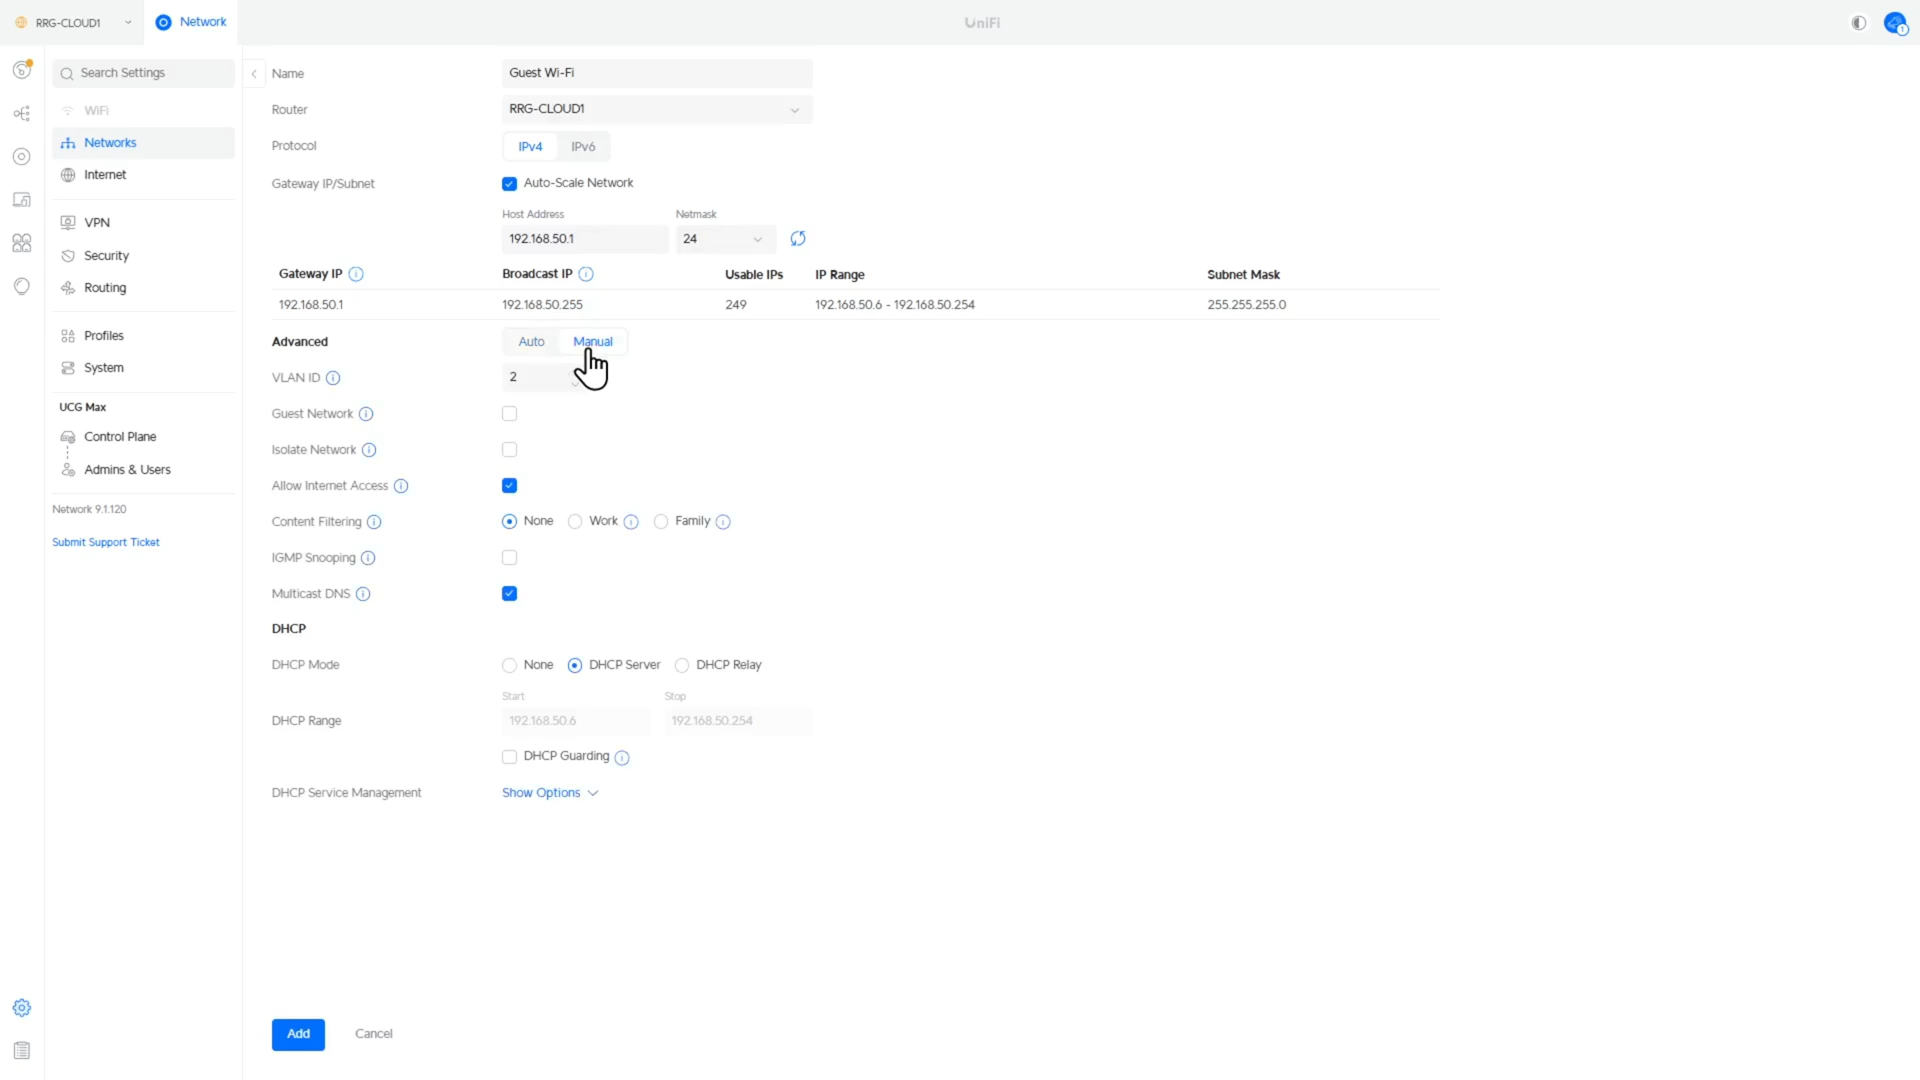 RRG-CLOUD1
Network
UniFi
1
Search Settings
WiFi
Networks
Internet
VPN
Security
Routing
Profiles
System
UCG Max
Control Plane
Admins & Users
Network 9.1.120
Submit Support Ticket
Name
Guest Wi-Fi
Router
RRG-CLOUD1
Protocol
IPv4 IPv6
Gateway IP/Subnet
Auto-Scale Network
Host Address Netmask
192.168.50.1 24
Gateway IP Broadcast IP Usable IPs IP Range Subnet Mask
192.168.50.1 192.168.50.255 249 192.168.50.6 - 192.168.50.254 255.255.255.0
Advanced Auto Manual
VLAN ID 2
Guest Network
Isolate Network
Allow Internet Access
Content Filtering None Work Family
IGMP Snooping
Multicast DNS
DHCP
DHCP Mode None DHCP Server DHCP Relay
Start Stop
DHCP Range 192.168.50.6 192.168.50.254
DHCP Guarding
DHCP Service Management Show Options
Add Cancel